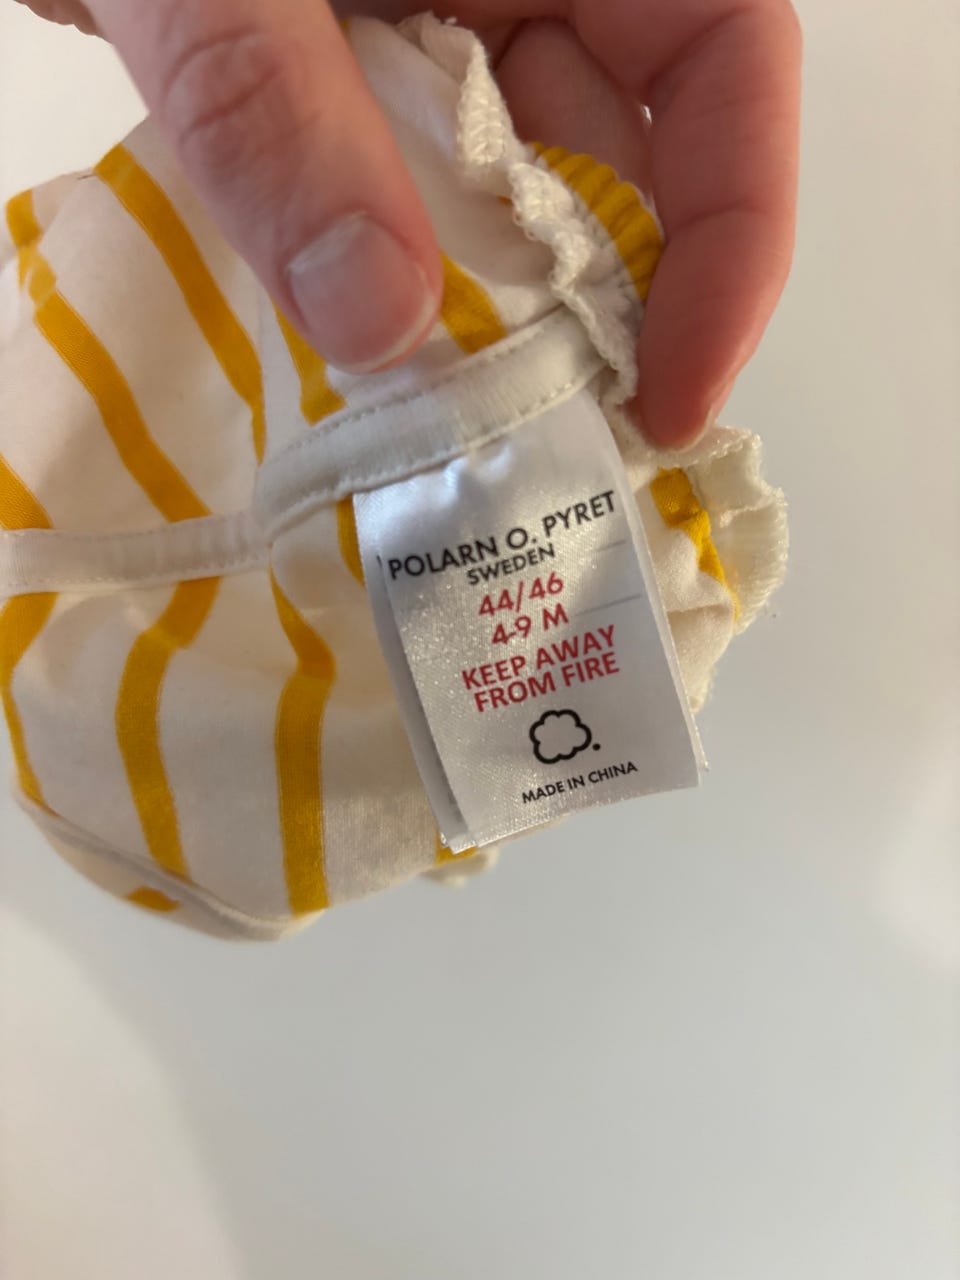 POLARN O. PYRET
SWEDEN
44/46
4-9 M
KEEP AWAY
FROM FIRE
MADE IN CHINA